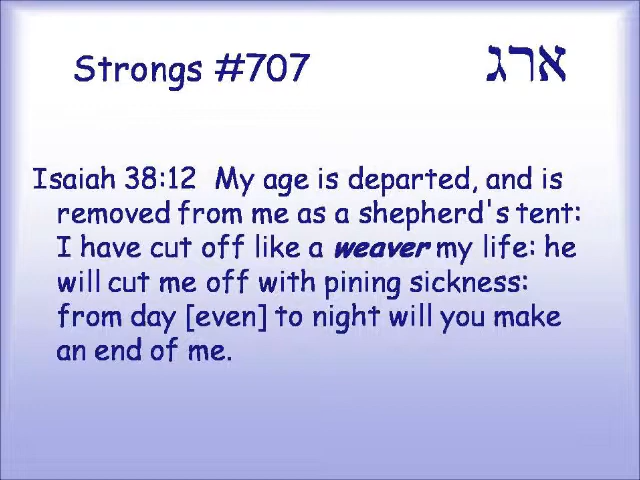 Strongs #707 ארג
Isaiah 38:12 My age is departed, and is
removed from me as a shepherd's tent:
I have cut off like a weaver my life: he
will cut me off with pining sickness:
from day [even] to night will you make
an end of me.